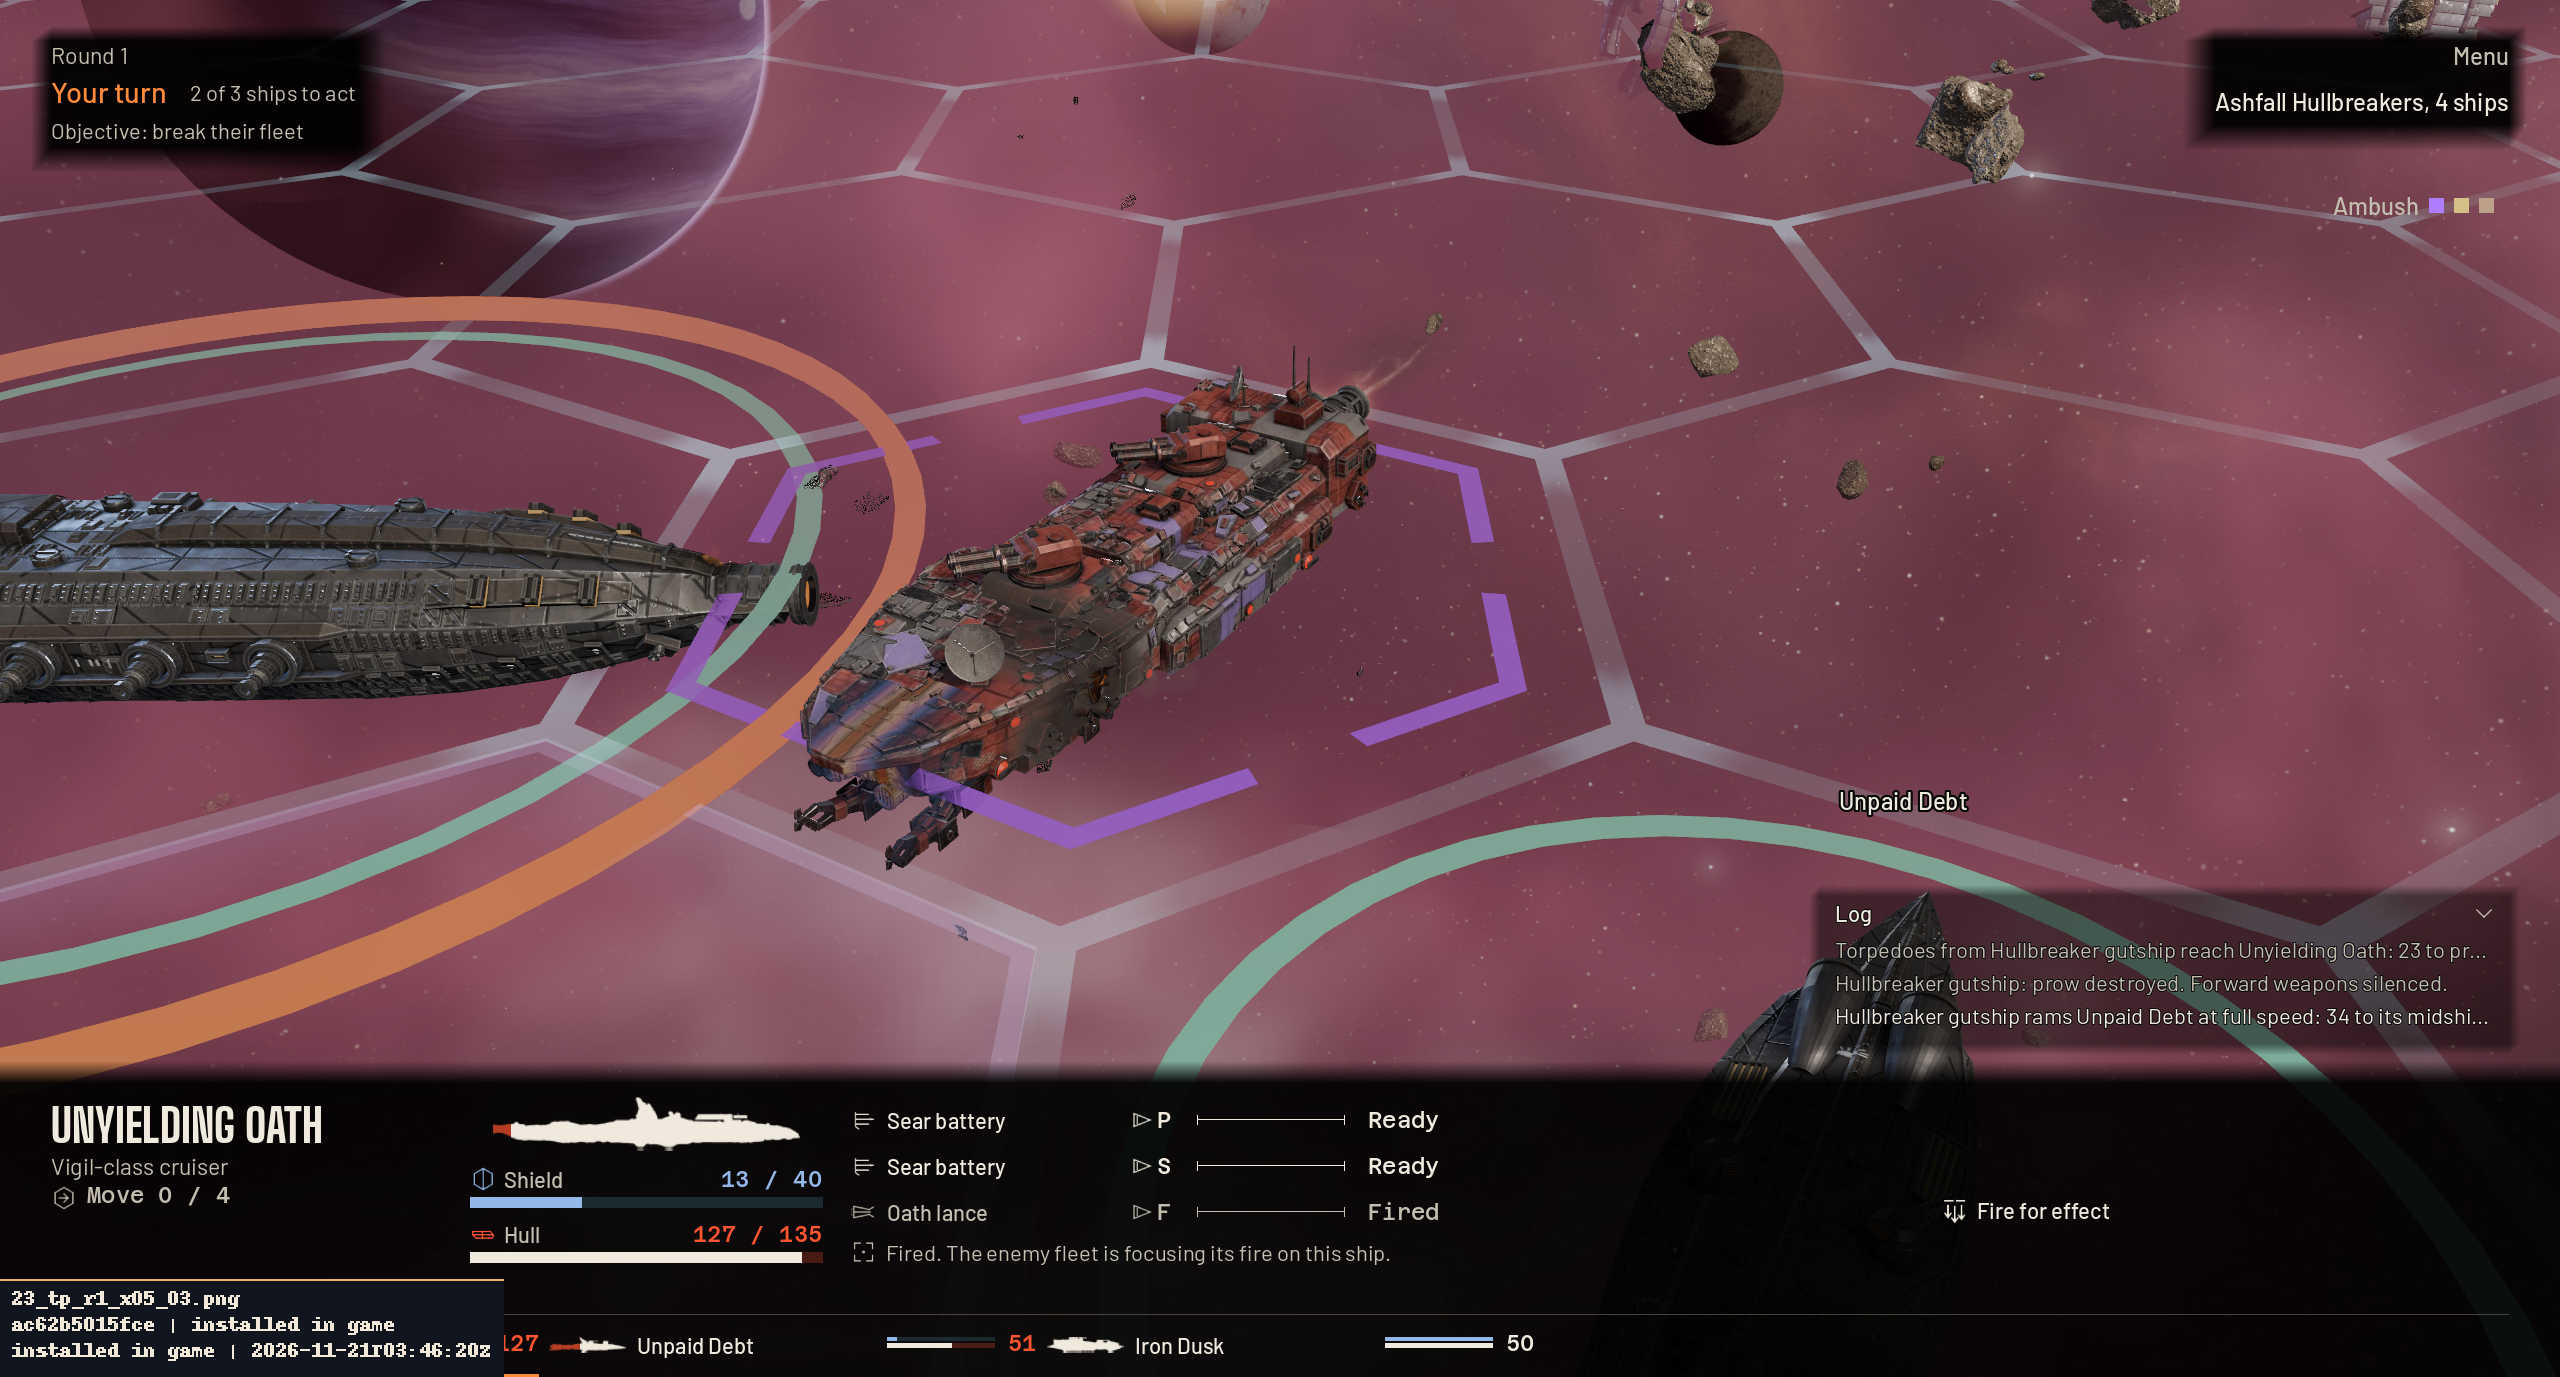 Round 1
Your turn 2 of 3 ships to act
Objective: break their fleet
Menu
Ashfall Hullbreakers, 4 ships
Ambush
Unpaid Debt
Log
Torpedoes from Hullbreaker gutship reach Unyielding Oath: 23 to pr...
Hullbreaker gutship: prow destroyed. Forward weapons silenced.
Hullbreaker gutship rams Unpaid Debt at full speed: 34 to its midshi...
UNYIELDING OATH
Vigil-class cruiser
Move 0 / 4
Shield 13 / 40
Hull 127 / 135
Sear battery P Ready
Sear battery S Ready
Oath lance F Fired
Fired. The enemy fleet is focusing its fire on this ship.
Fire for effect
23_tp_r1_x05_03.png
ac62b5015fce | installed in game
installed in game | 2026-11-21T03:46:20Z
127 Unpaid Debt 51 Iron Dusk 50